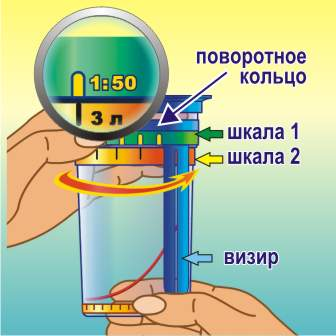 1:50
3 л
поворотное
кольцо
шкала 1
шкала 2
визир